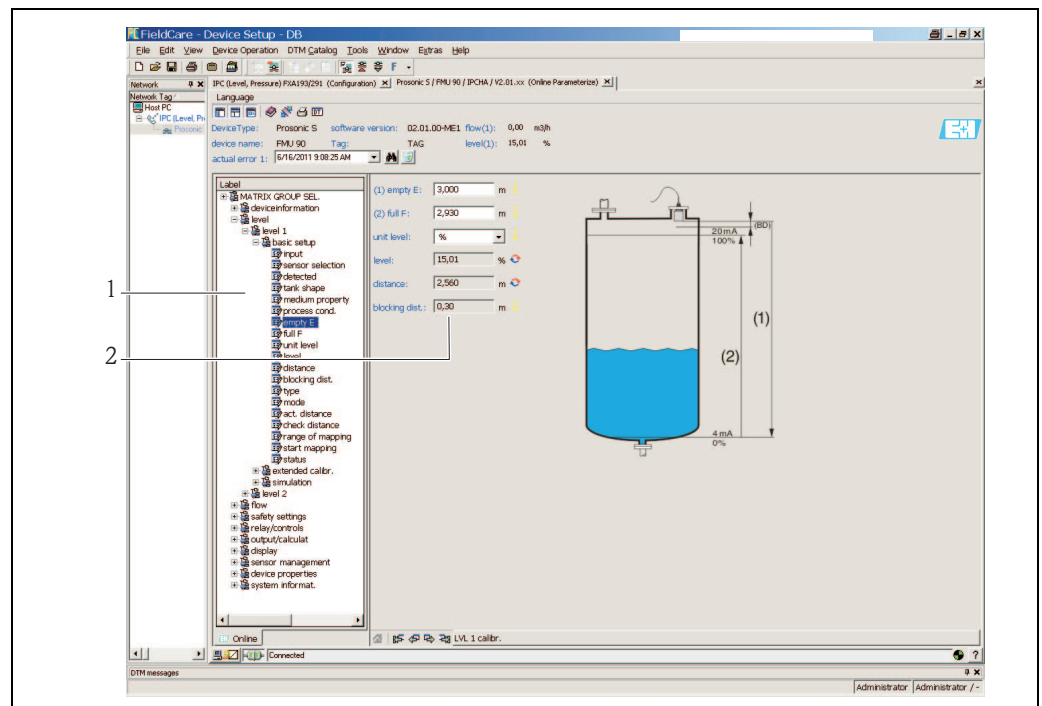 FieldCare - Device Setup - DB
File Edit View Device Operation DTM Catalog Tools Window Extras Help
Network
Network Tag
Host PC
IPC (Level, Pr
Prosonic
IPC (Level, Pressure) FXA193/291 (Configuration) Prosonic S / FMU 90 / IPCHA / V2.01.xx (Online Parameterize)
Language
DeviceType: Prosonic S software version: 02.01.00-ME1 flow(1): 0,00 m3/h
device name: FMU 90 Tag: TAG level(1): 15,01 %
actual error 1: 6/16/2011 9:08:25 AM
E+H
Label
MATRIX GROUP SEL.
deviceinformation
level
level 1
basic setup
input
sensor selection
detected
tank shape
medium property
process cond.
empty E
full F
unit level
level
distance
blocking dist.
type
mode
act. distance
check distance
range of mapping
start mapping
status
extended calibr.
simulation
level 2
flow
safety settings
relay/controls
output/calculat
display
sensor management
device properties
system informat.
1
2
(1) empty E: 3,000 m
(2) full F: 2,930 m
unit level: %
level: 15,01 %
distance: 2,560 m
blocking dist.: 0,30 m
(BD)
20 mA
100%
(1)
(2)
4 mA
0%
Online
LVL 1 calibr.
Connected
DTM messages
Administrator Administrator / -